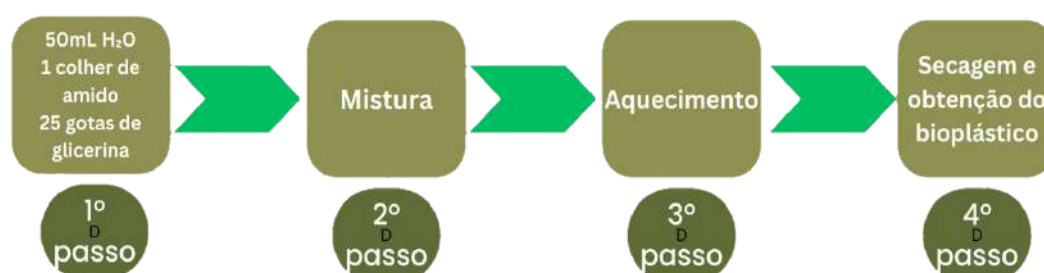 50mL H₂O
1 colher de
amido
25 gotas de
glicerina
Mistura
Aquecimento
Secagem e
obtenção do
bioplástico
1º
D
passo
2º
D
passo
3º
D
passo
4º
D
passo